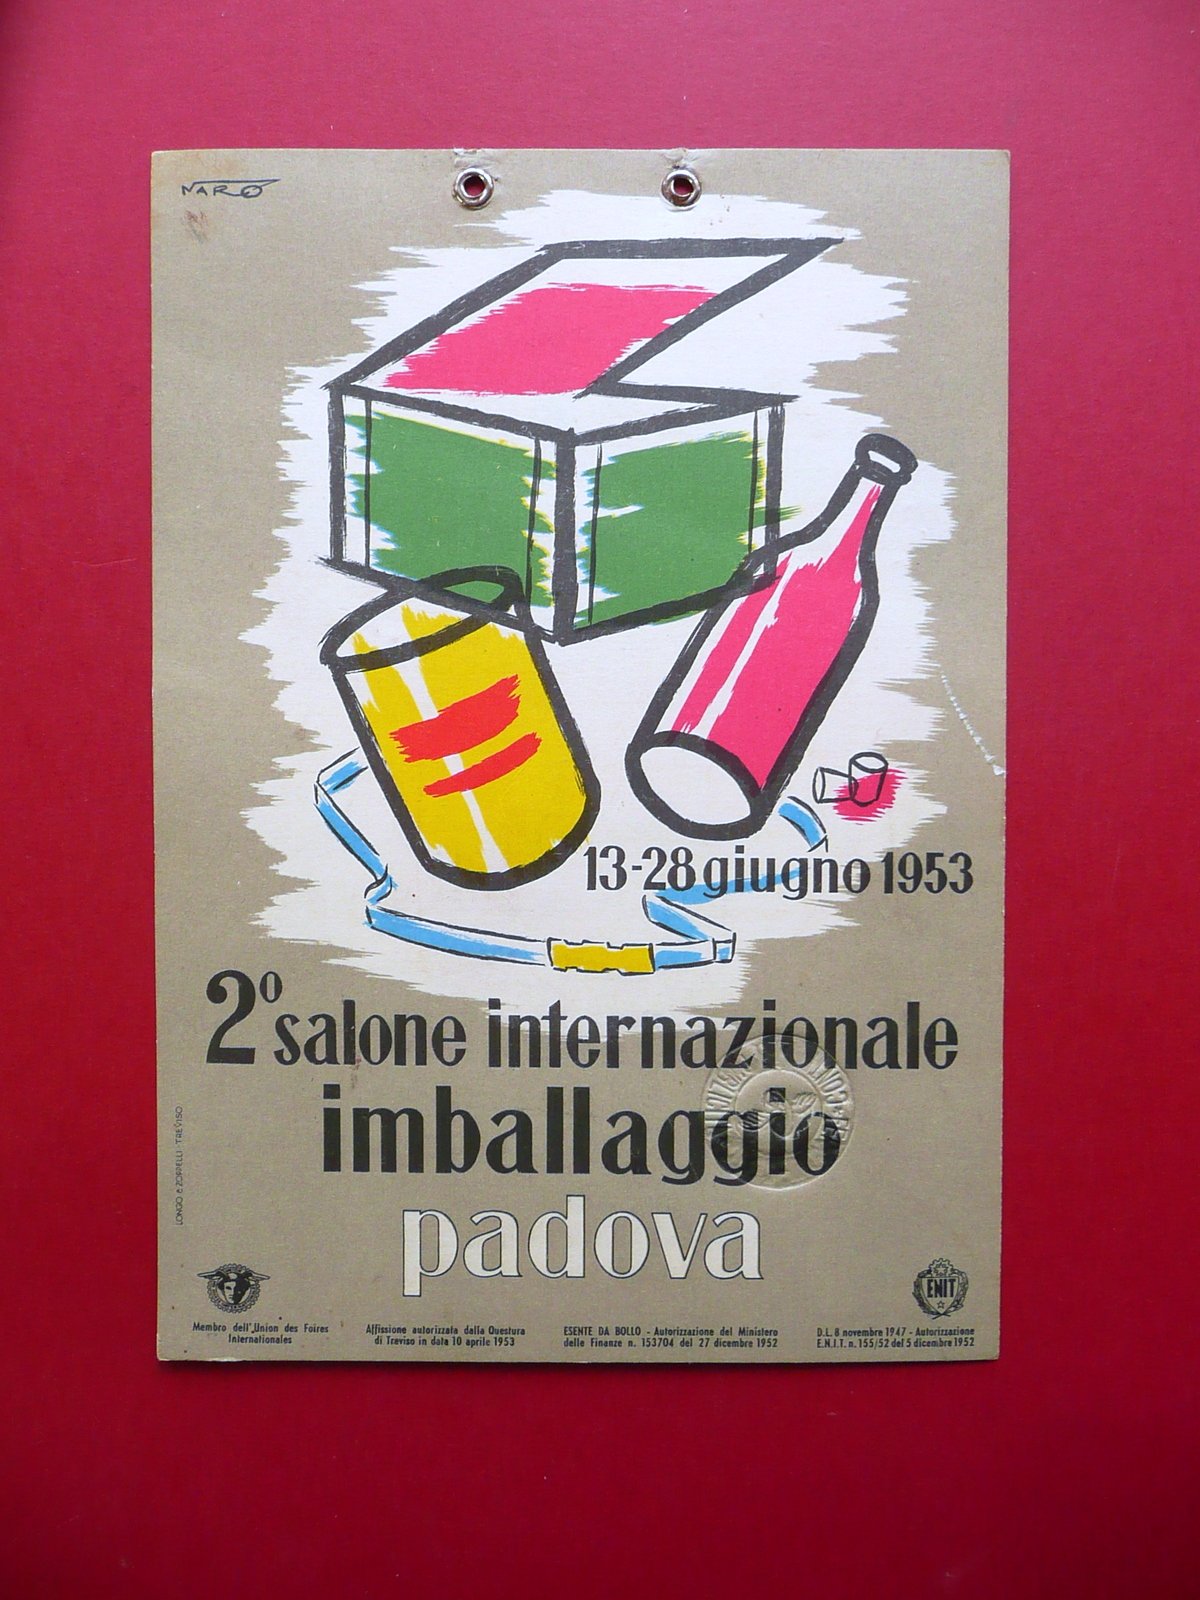 NARO
13-28 giugno 1953
2º salone internazionale
imballaggio
padova
LONGO e ZOPPELLI - TREVISO
ENIT
Membro dell'Union des Foires
Internationales
Affissione autorizzata dalla Questura
di Treviso in data 10 aprile 1953
ESENTE DA BOLLO - Autorizzazione del Ministero
delle Finanze n. 153704 del 27 dicembre 1952
D.L. 8 novembre 1947 - Autorizzazione
E.N.I.T. n. 155/52 del 5 dicembre 1952